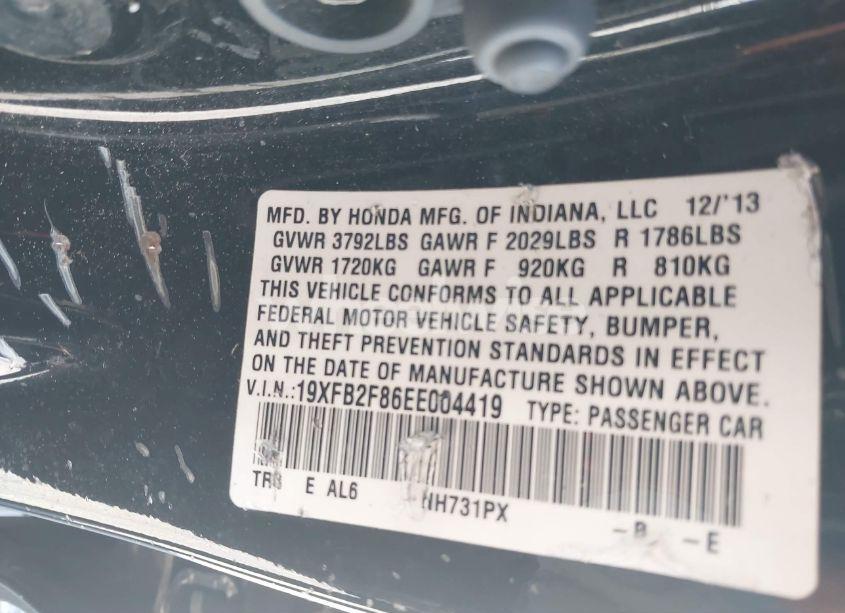 MFD. BY HONDA MFG. OF INDIANA, LLC 12/'13
GVWR 3792LBS GAWR F 2029LBS R 1786LBS
GVWR 1720KG GAWR F 920KG R 810KG
THIS VEHICLE CONFORMS TO ALL APPLICABLE
FEDERAL MOTOR VEHICLE SAFETY, BUMPER,
AND THEFT PREVENTION STANDARDS IN EFFECT
ON THE DATE OF MANUFACTURE SHOWN ABOVE.
V.I.N.:19XFB2F86EE004419 TYPE: PASSENGER CAR
E AL6 NH731PX -B -E